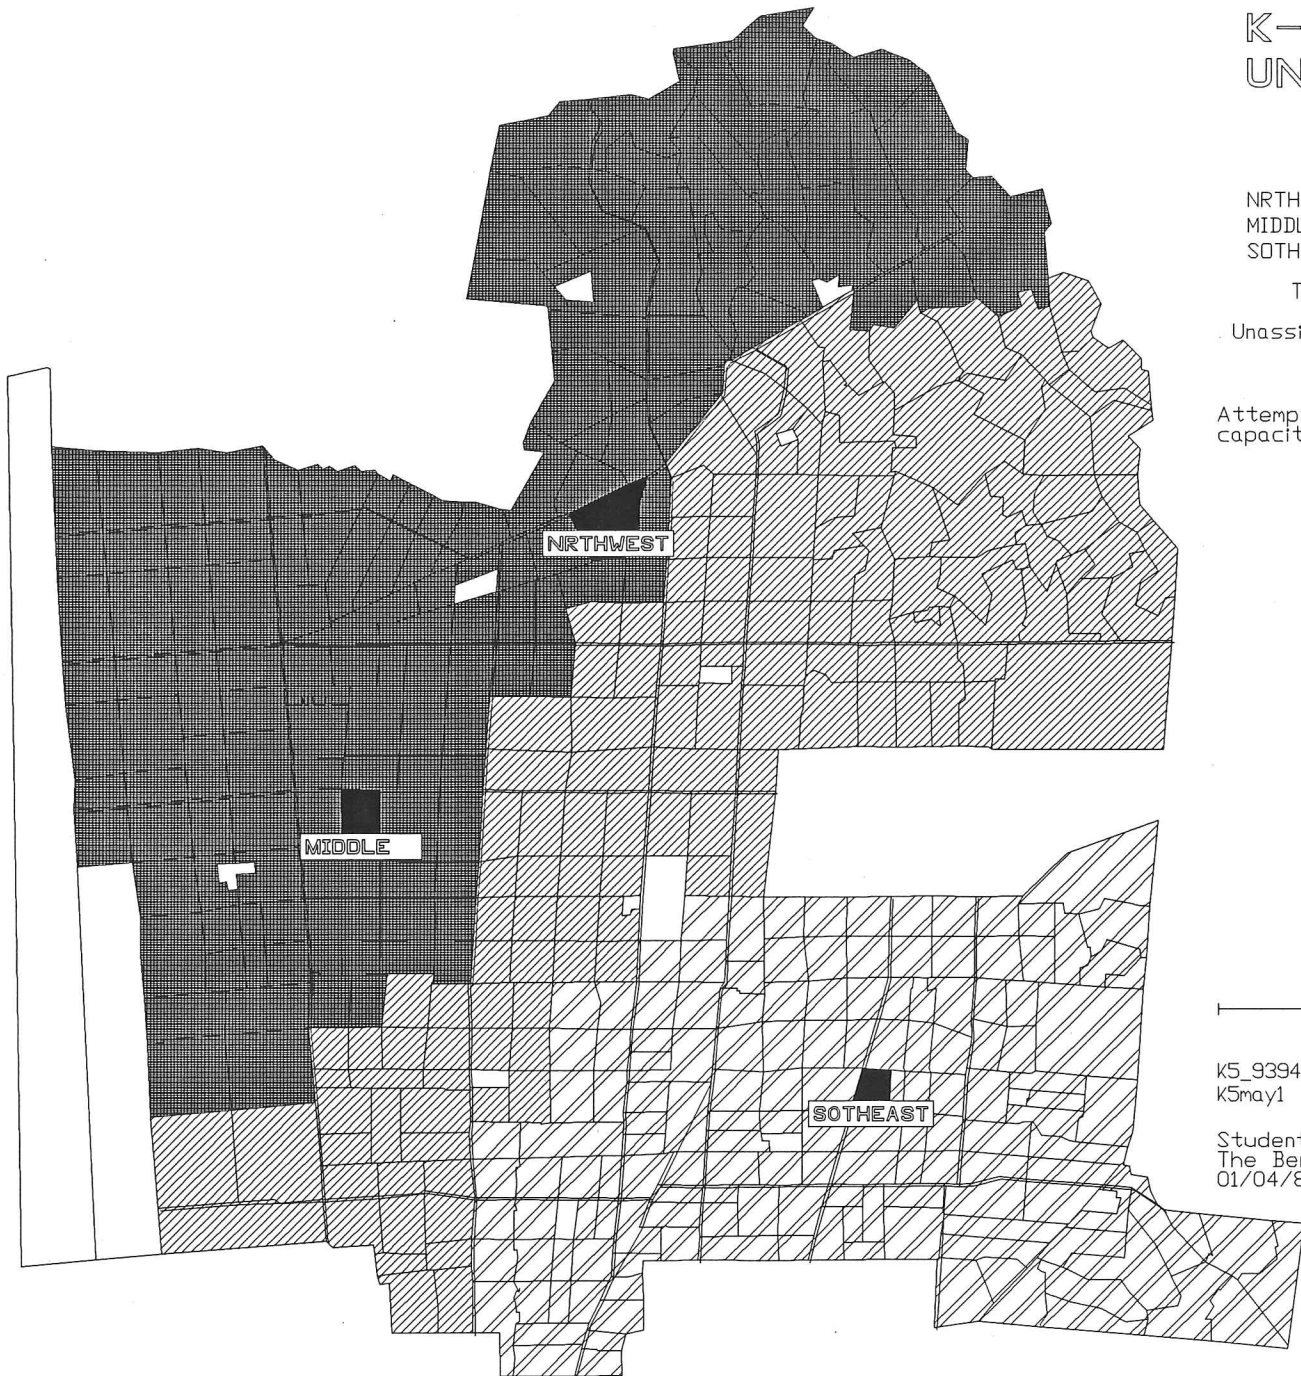 K-
UN
NRTH
MIDDL
SOTH
T
Unassi
Attemp
capacit
NRTHWEST
MIDDLE
SOTHEAST
K5_9394
K5may1
Student
The Ber
01/04/8